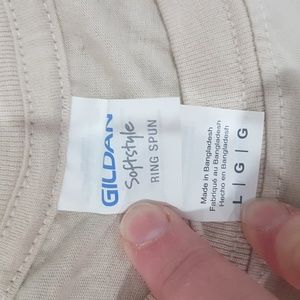 GILDAN
Softstyle
RING SPUN
Made in Bangladesh
Fabriqué au Bangladesh
Hecho en Bangladesh
L | G | G